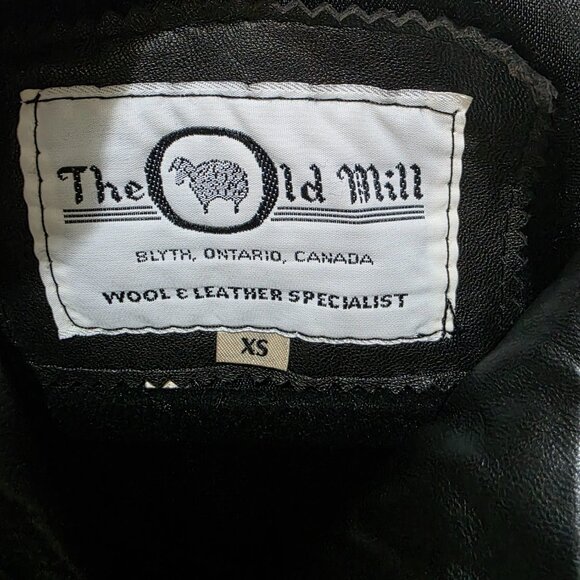 The Old Mill
BLYTH, ONTARIO, CANADA
WOOL & LEATHER SPECIALIST
XS